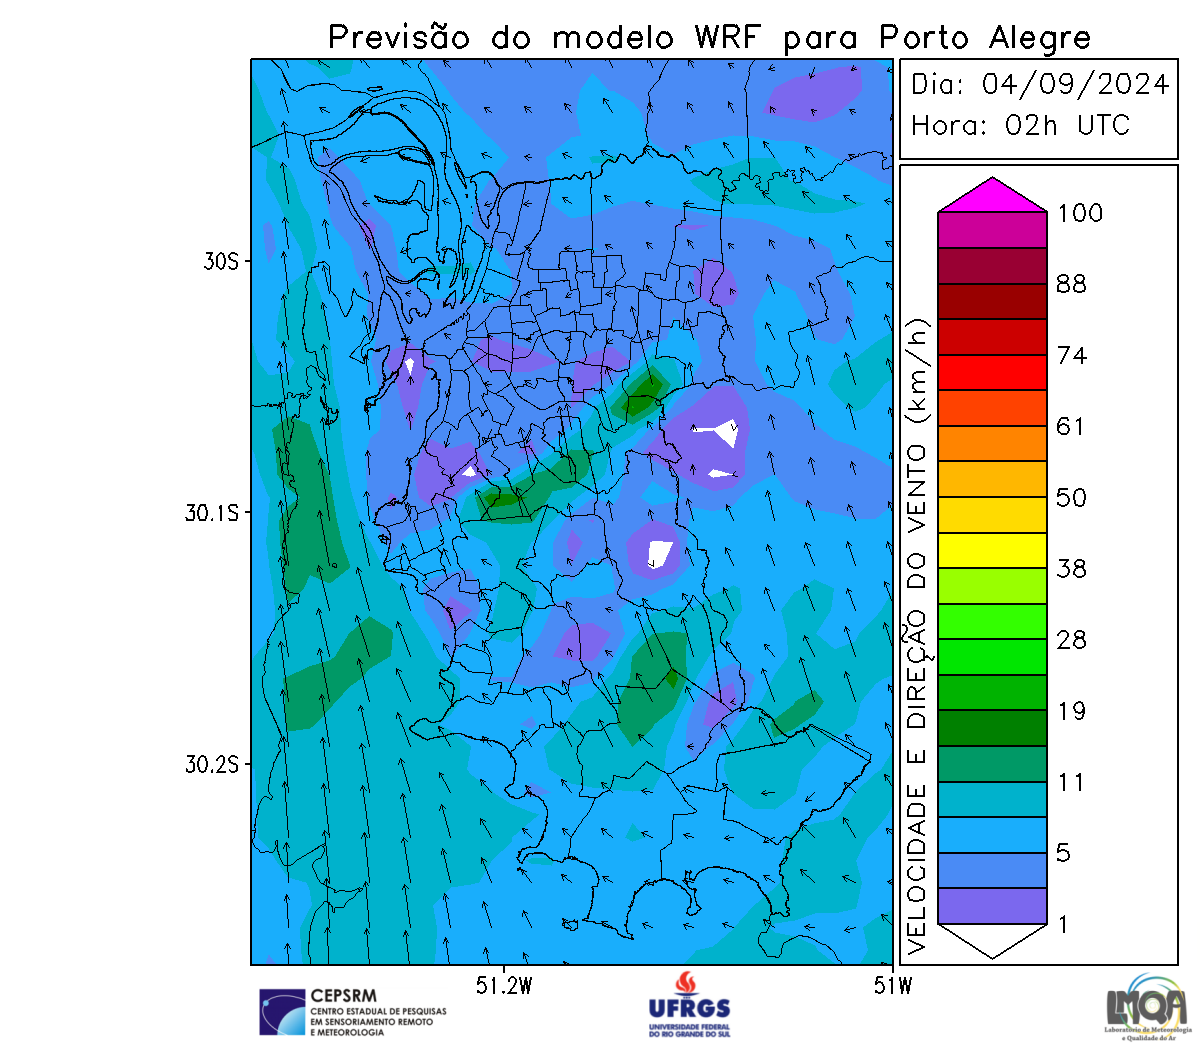 Previsão do modelo WRF para Porto Alegre
Dia: 04/09/2024
Hora: 02h UTC
VELOCIDADE E DIREÇÃO DO VENTO (km/h)
100
88
74
61
50
38
28
19
11
5
1
30S
30.1S
30.2S
51.2W
51W
CEPSRM
CENTRO ESTADUAL DE PESQUISAS
EM SENSORIAMENTO REMOTO
E METEOROLOGIA
UFRGS
UNIVERSIDADE FEDERAL
DO RIO GRANDE DO SUL
LMQA
Laboratório de Meteorologia
e Qualidade do Ar